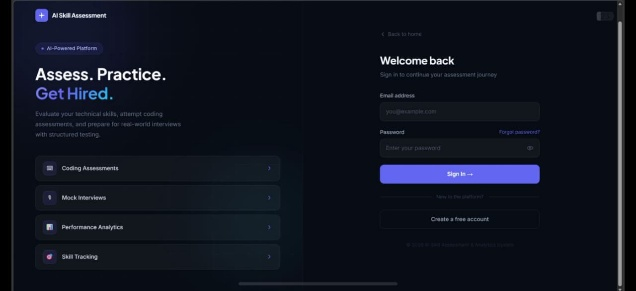 AI Skill Assessment
AI-Powered Platform
Assess. Practice.
Get Hired.
Evaluate your technical skills, attempt coding
assessments, and prepare for real-world interviews
with structured testing.
Coding Assessments
Mock Interviews
Performance Analytics
Skill Tracking
Back to home
Welcome back
Sign in to continue your assessment journey
Email address
you@example.com
Password
Forgot password?
Enter your password
Sign In →
New to the platform?
Create a free account